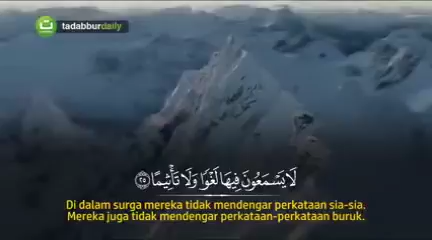 tadabburdaily
لَا يَسْمَعُونَ فِيهَا لَغْوًا وَلَا تَأْثِيمًا ٢٥
Di dalam surga mereka tidak mendengar perkataan sia-sia.
Mereka juga tidak mendengar perkataan-perkataan buruk.